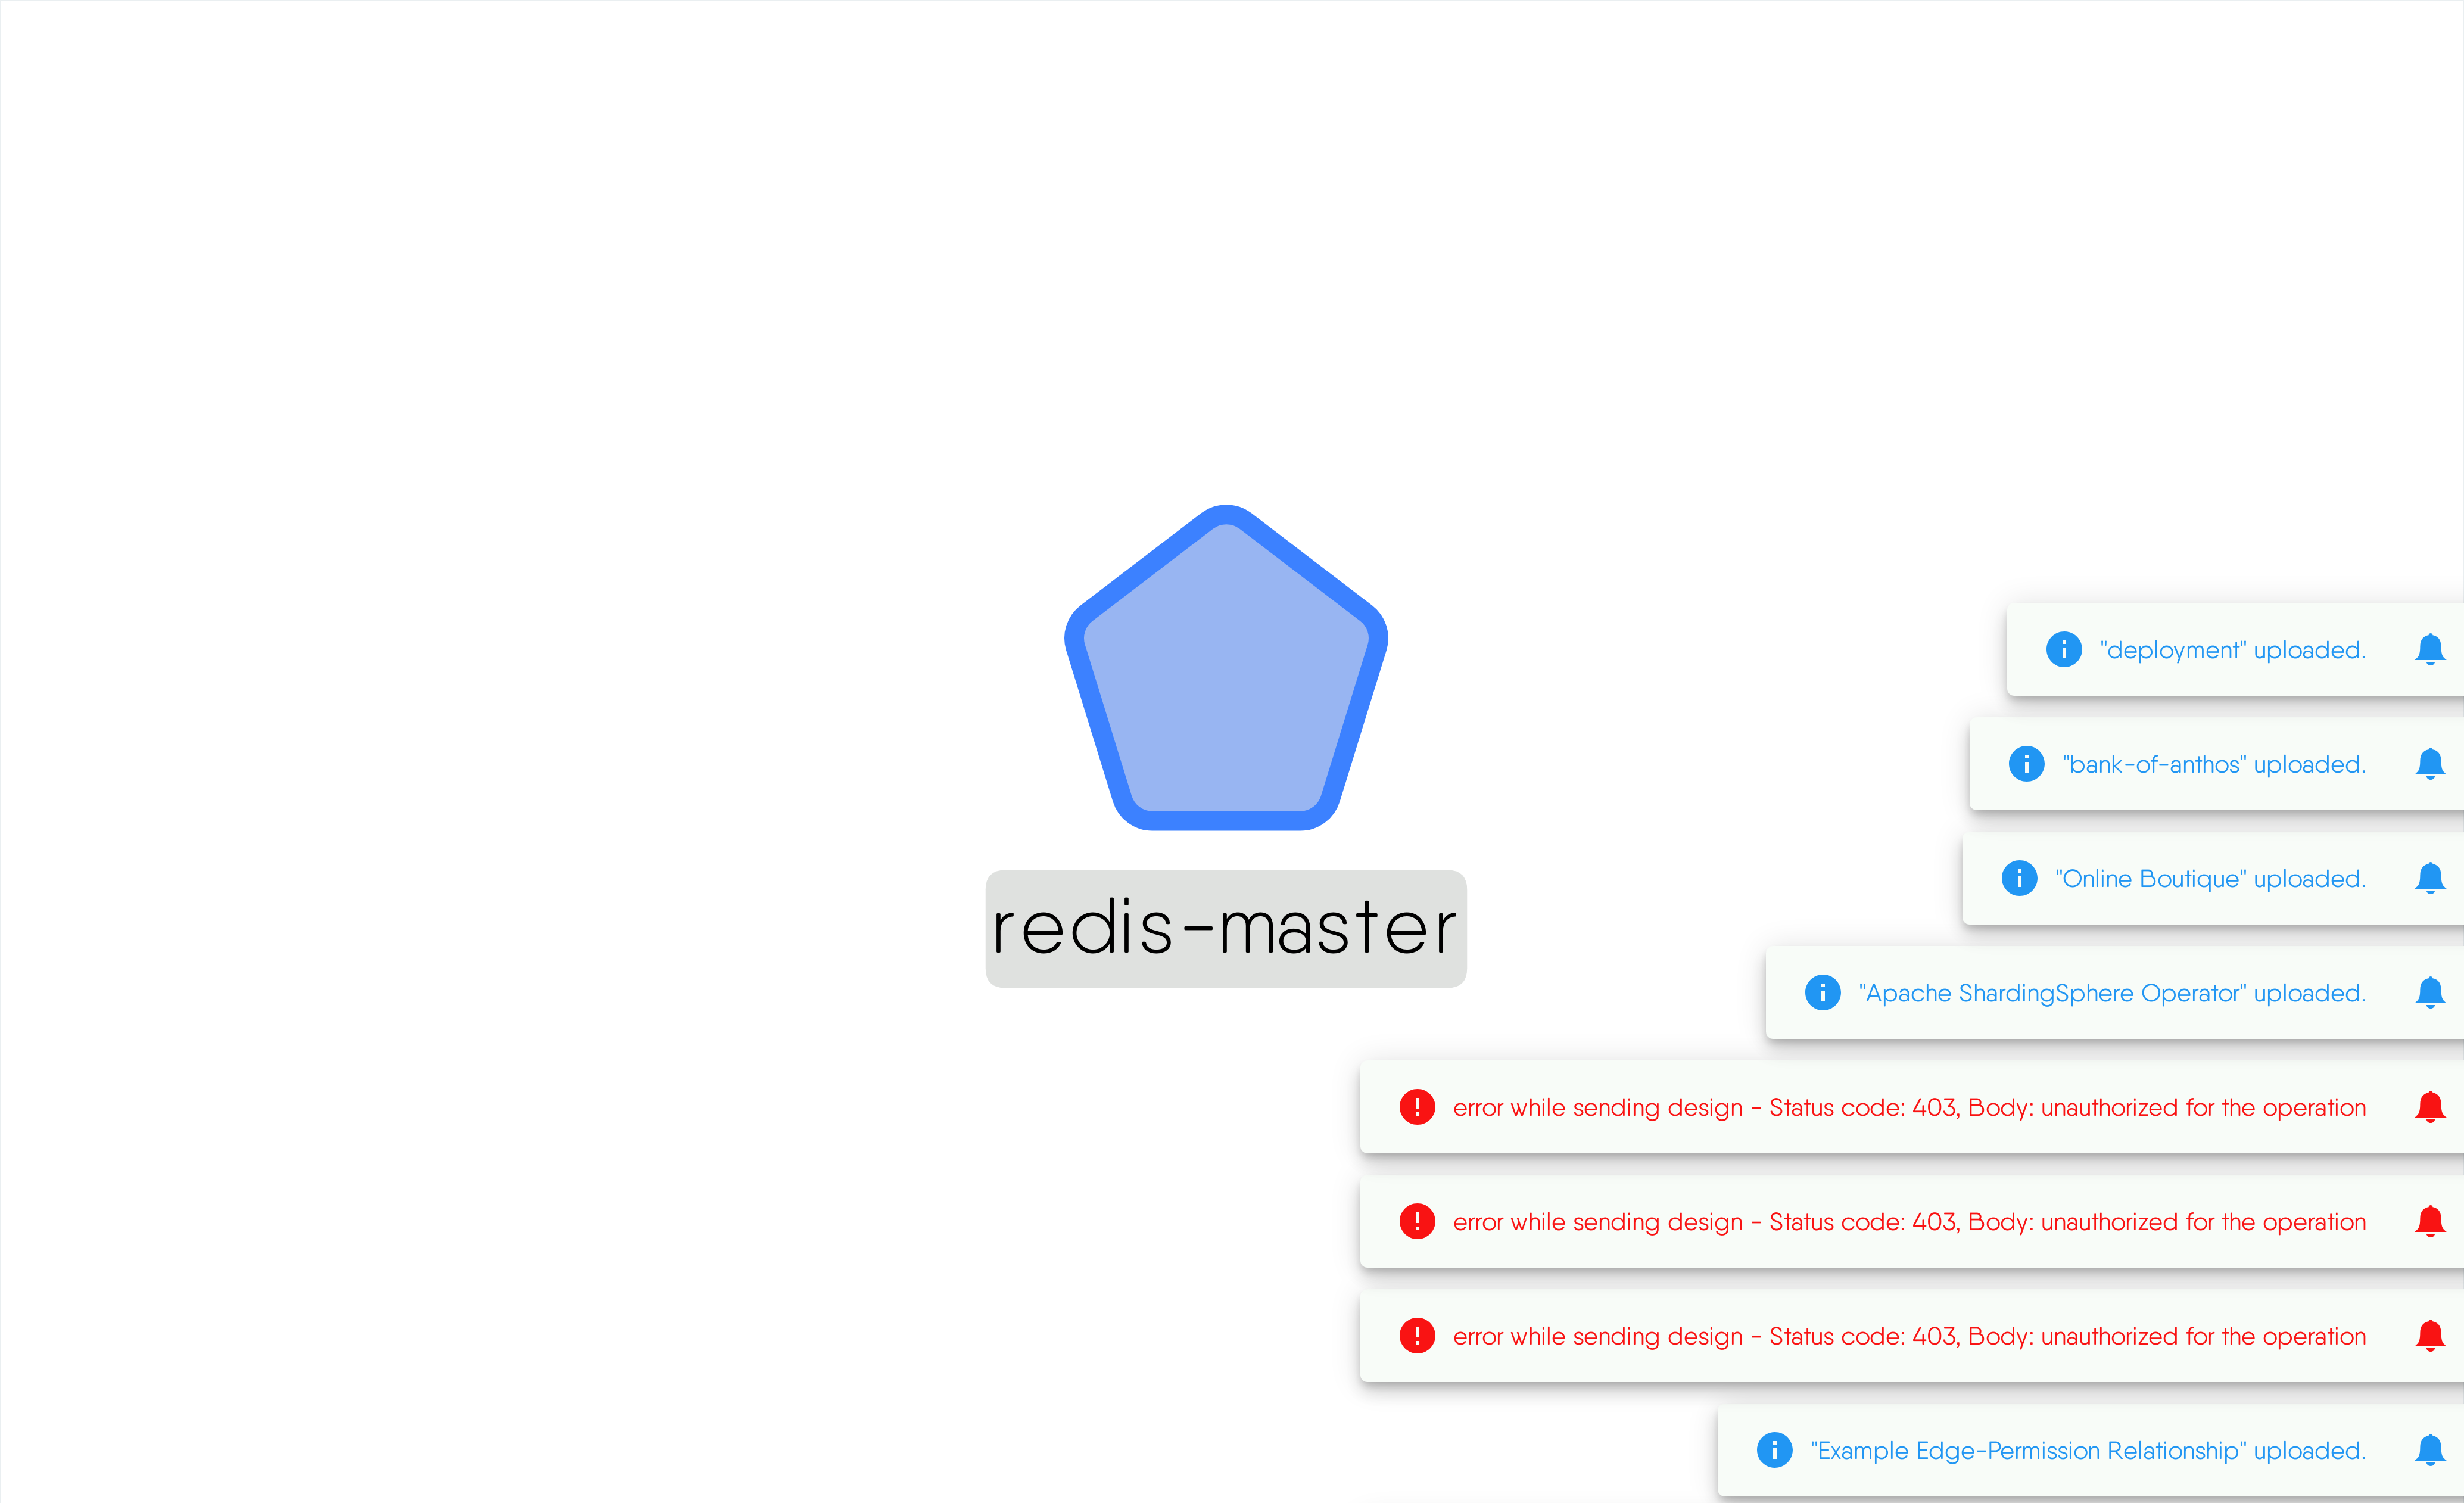 redis-master
"deployment" uploaded.
"bank-of-anthos" uploaded.
"Online Boutique" uploaded.
"Apache ShardingSphere Operator" uploaded.
error while sending design - Status code: 403, Body: unauthorized for the operation
error while sending design - Status code: 403, Body: unauthorized for the operation
error while sending design - Status code: 403, Body: unauthorized for the operation
"Example Edge-Permission Relationship" uploaded.